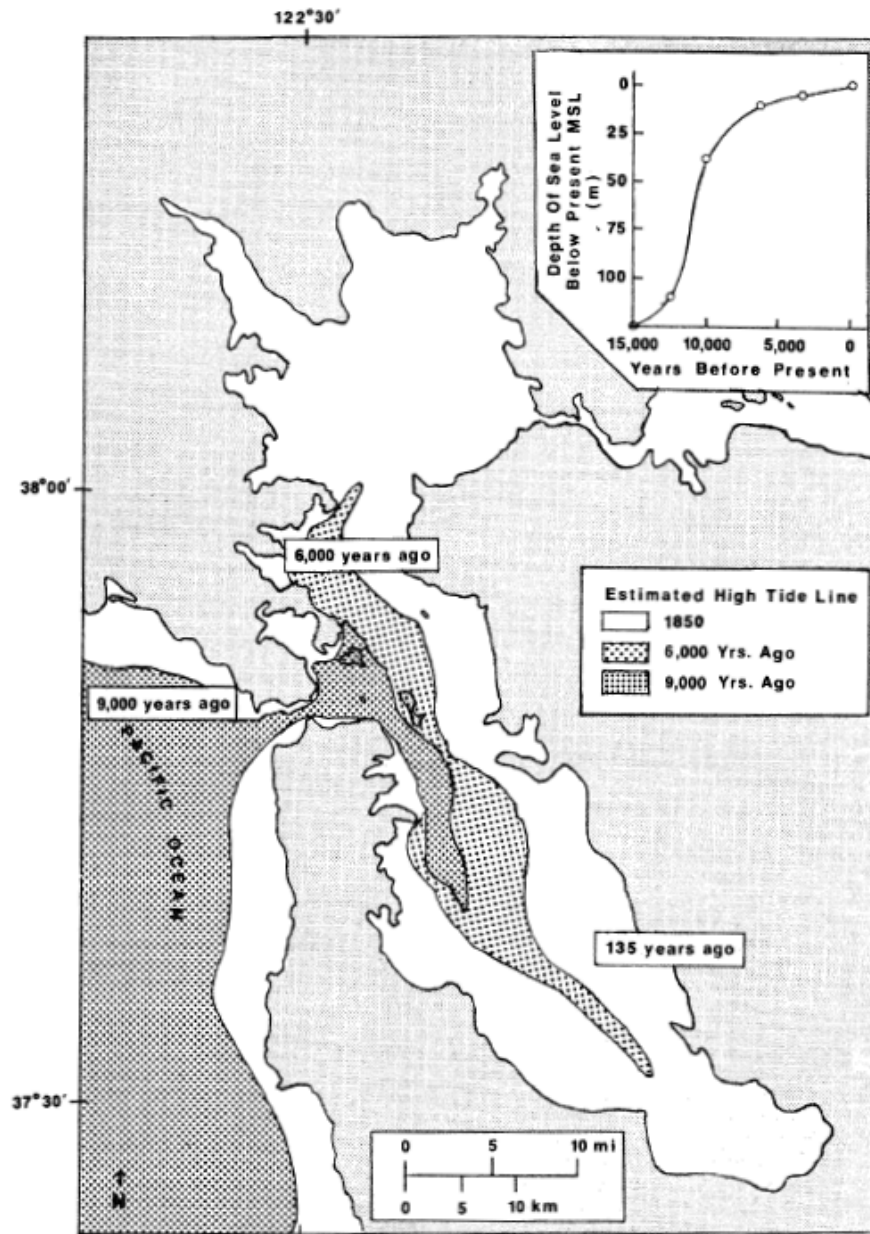 122°30′
Depth Of Sea Level
Below Present MSL
(m)
0
25
50
75
100
15,000 10,000 5,000 0
Years Before Present
38°00′
6,000 years ago
Estimated High Tide Line
1850
6,000 Yrs. Ago
9,000 Yrs. Ago
9,000 years ago
PACIFIC OCEAN
135 years ago
37°30′
0 5 10 mi
0 5 10 km
N